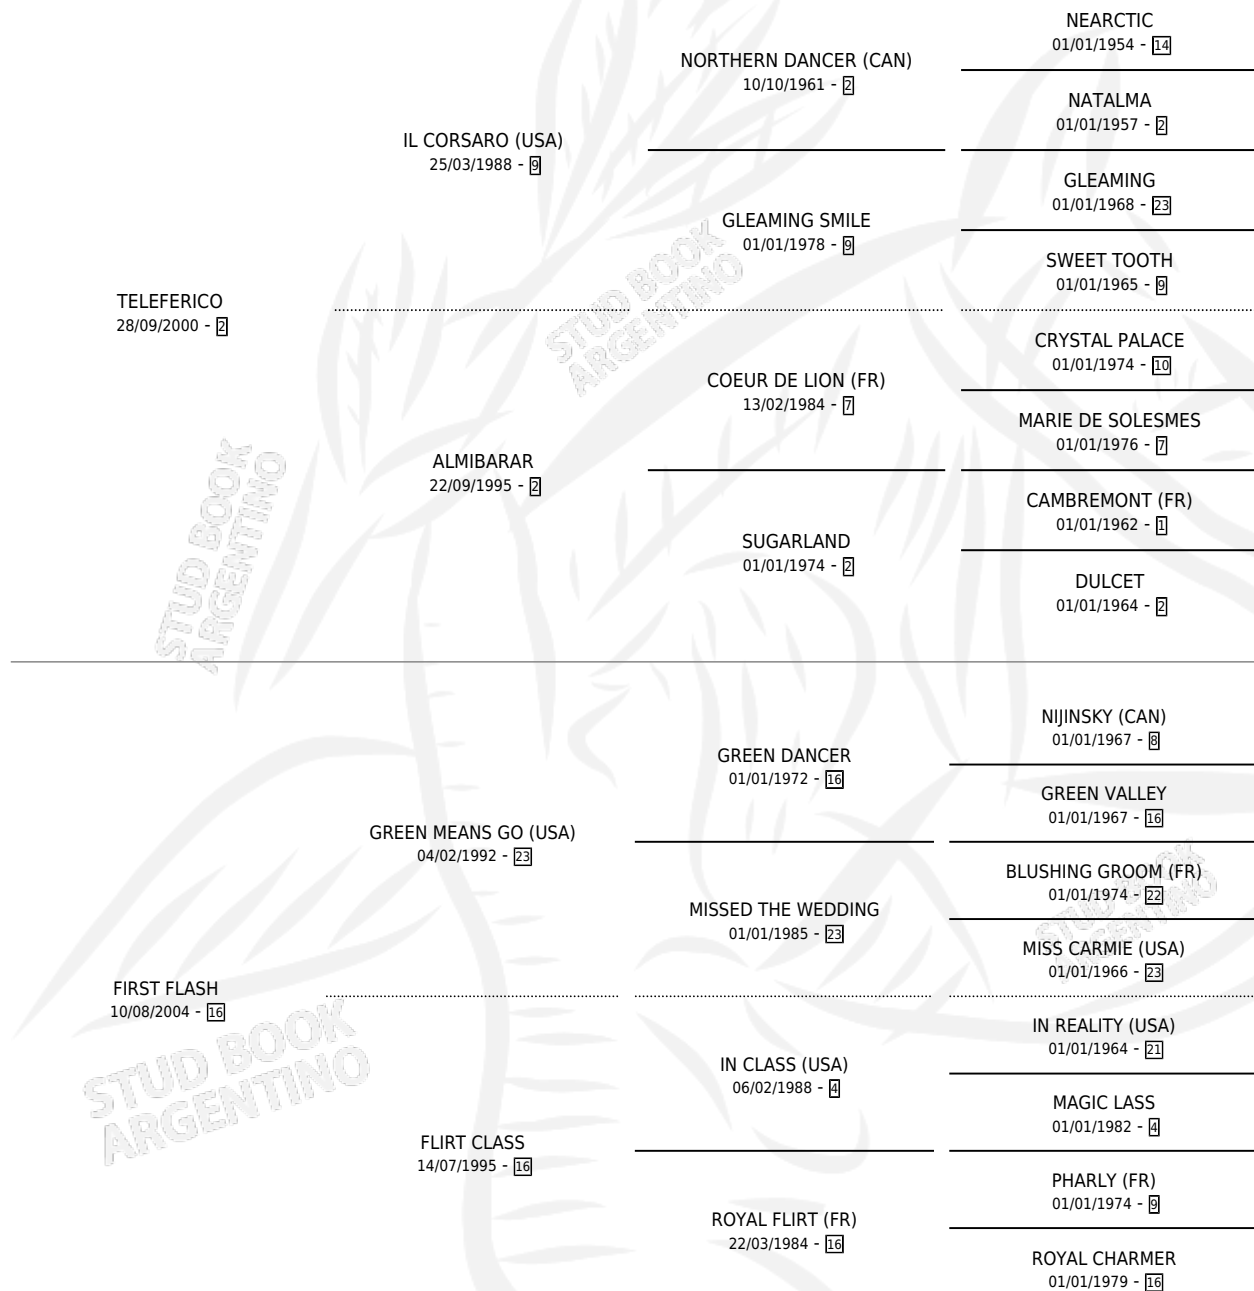 NEARCTIC
01/01/1954 - 14
NORTHERN DANCER (CAN)
10/10/1961 - 2
NATALMA
01/01/1957 - 2
IL CORSARO (USA)
25/03/1988 - 9
GLEAMING
01/01/1968 - 23
GLEAMING SMILE
01/01/1978 - 9
SWEET TOOTH
01/01/1965 - 9
TELEFERICO
28/09/2000 - 2
CRYSTAL PALACE
01/01/1974 - 10
COEUR DE LION (FR)
13/02/1984 - 7
MARIE DE SOLESMES
01/01/1976 - 7
ALMIBARAR
22/09/1995 - 2
CAMBREMONT (FR)
01/01/1962 - 1
SUGARLAND
01/01/1974 - 2
DULCET
01/01/1964 - 2
NIJINSKY (CAN)
01/01/1967 - 8
GREEN DANCER
01/01/1972 - 16
GREEN VALLEY
01/01/1967 - 16
GREEN MEANS GO (USA)
04/02/1992 - 23
BLUSHING GROOM (FR)
01/01/1974 - 22
MISSED THE WEDDING
01/01/1985 - 23
MISS CARMIE (USA)
01/01/1966 - 23
FIRST FLASH
10/08/2004 - 16
IN REALITY (USA)
01/01/1964 - 21
IN CLASS (USA)
06/02/1988 - 4
MAGIC LASS
01/01/1982 - 4
FLIRT CLASS
14/07/1995 - 16
PHARLY (FR)
01/01/1974 - 9
ROYAL FLIRT (FR)
22/03/1984 - 16
ROYAL CHARMER
01/01/1979 - 16
STUD BOOK
ARGENTINO
STUD BOOK
ARGENTINO
STUD BOOK
ARGENTINO
STUD BOOK
ARGENTINO